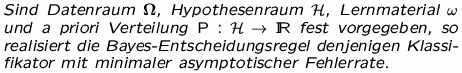 Sind Datenraum Ω, Hypothesenraum ℋ, Lernmaterial ω
und a priori Verteilung P : ℋ → ℝ fest vorgegeben, so
realisiert die Bayes-Entscheidungsregel denjenigen Klassi-
fikator mit minimaler asymptotischer Fehlerrate.